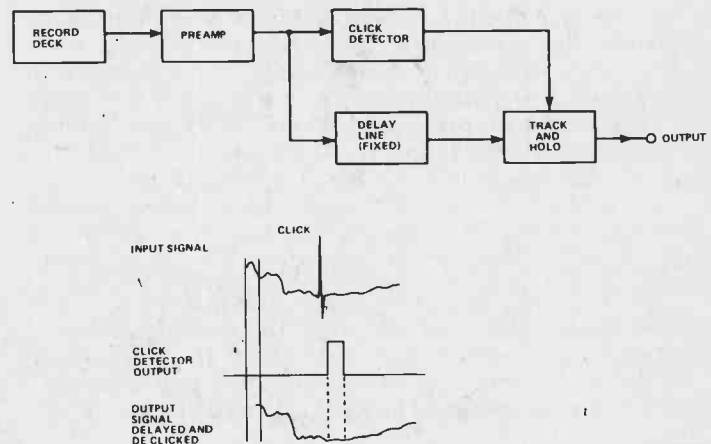 RECORD
DECK
PREAMP
CLICK
DETECTOR
DELAY
LINE
(FIXED)
TRACK
AND
HOLO
OUTPUT
CLICK
INPUT SIGNAL
CLICK
DETECTOR
OUTPUT
OUTPUT
SIGNAL
DELAYED AND
DE CLICKED